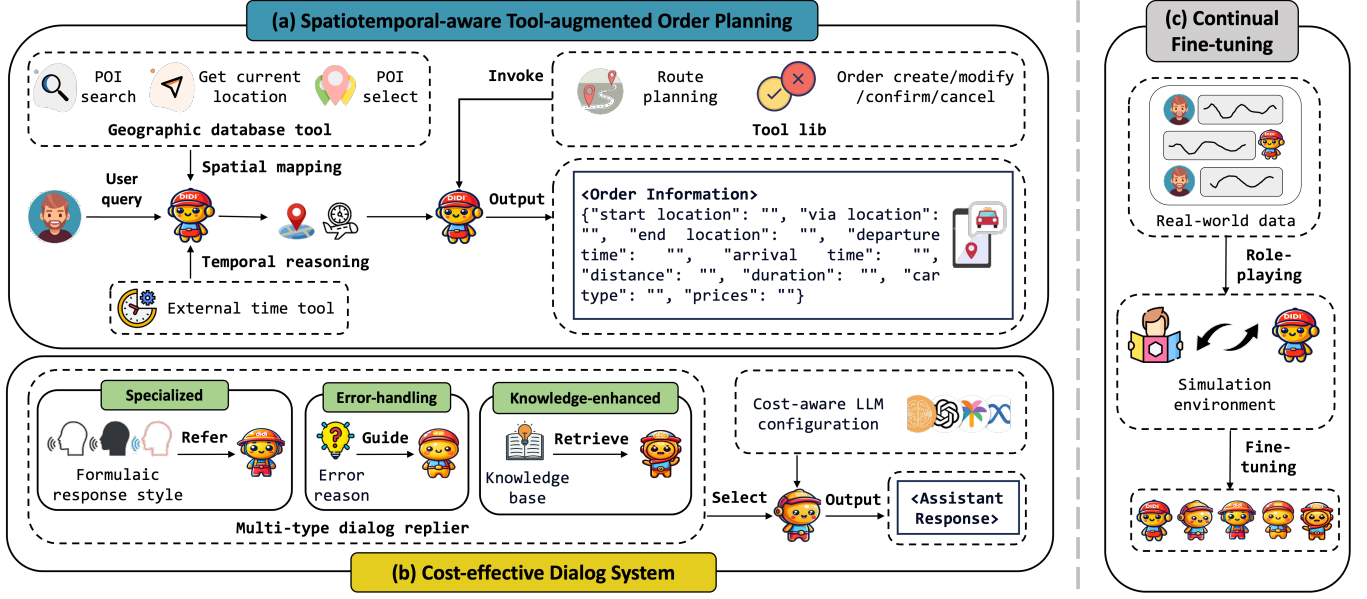 (a) Spatiotemporal-aware Tool-augmented Order Planning
POI
search
Get current
location
POI
select
Geographic database tool
Invoke
Route
planning
Order create/modify
/confirm/cancel
Tool lib
Spatial mapping
User
query
DiDi
DiDi
Output
Temporal reasoning
External time tool
<Order Information>
{"start location": "", "via location":
"", "end location": "", "departure
time": "", "arrival time": "",
"distance": "", "duration": "", "car
type": "", "prices": ""}
Specialized
Refer
Formulaic
response style
Error-handling
Guide
Error
reason
Knowledge-enhanced
Retrieve
Knowledge
base
Multi-type dialog replier
Cost-aware LLM
configuration
Select
Output
<Assistant
Response>
(b) Cost-effective Dialog System
(c) Continual
Fine-tuning
Real-world data
Role-
playing
DiDi
Simulation
environment
Fine-
tuning
DiDi